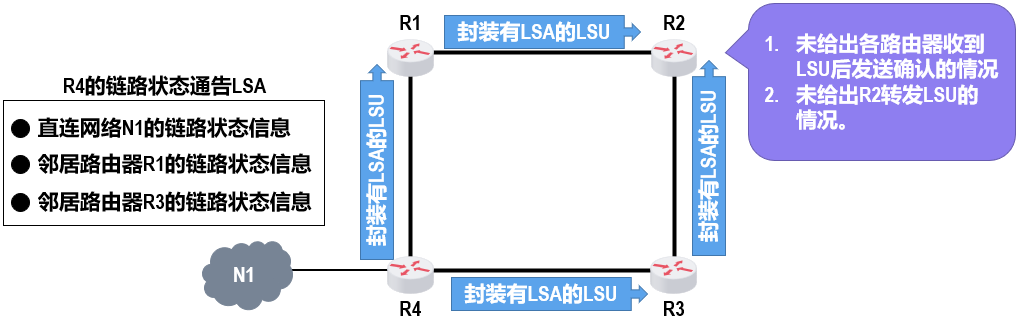 R1
封装有LSA的LSU
R2
1. 未给出各路由器收到
LSU后发送确认的情况
2. 未给出R2转发LSU的
情况。
R4的链路状态通告LSA
● 直连网络N1的链路状态信息
● 邻居路由器R1的链路状态信息
● 邻居路由器R3的链路状态信息
封装有LSA的LSU
封装有LSA的LSU
N1
R4
封装有LSA的LSU
R3